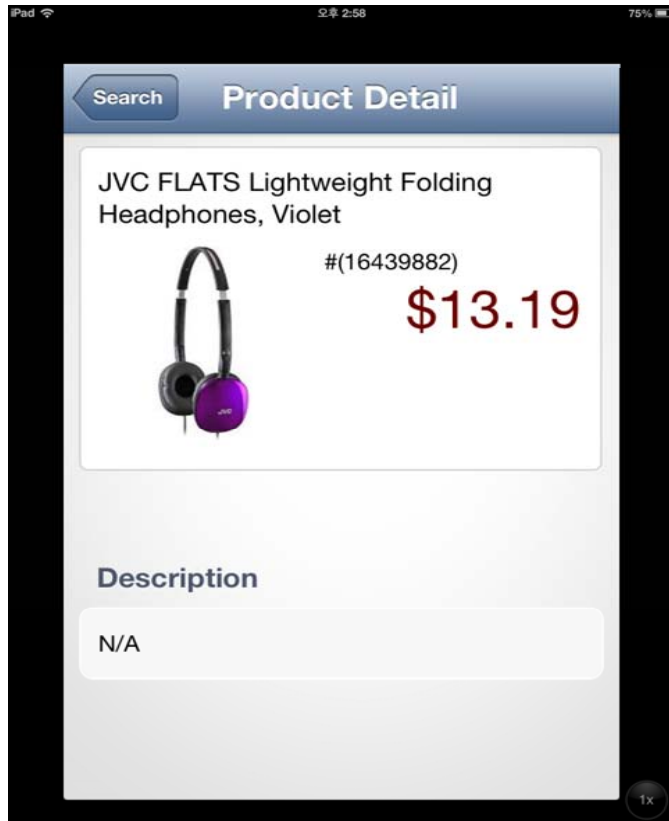 iPad 오후 2:58 75%
Search Product Detail
JVC FLATS Lightweight Folding
Headphones, Violet
#(16439882)
$13.19
JVC
Description
N/A
1x